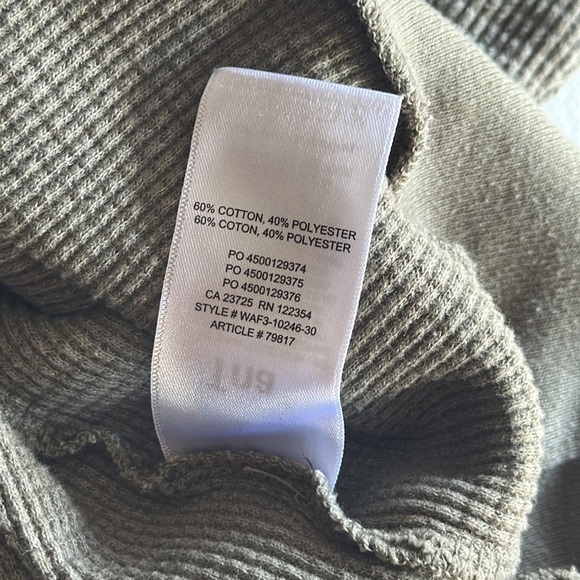 60% COTTON, 40% POLYESTER
60% COTON, 40% POLYESTER
PO 4500129374
PO 4500129375
PO 4500129376
CA 23725 RN 122354
STYLE # WAF3-10246-30
ARTICLE # 79817